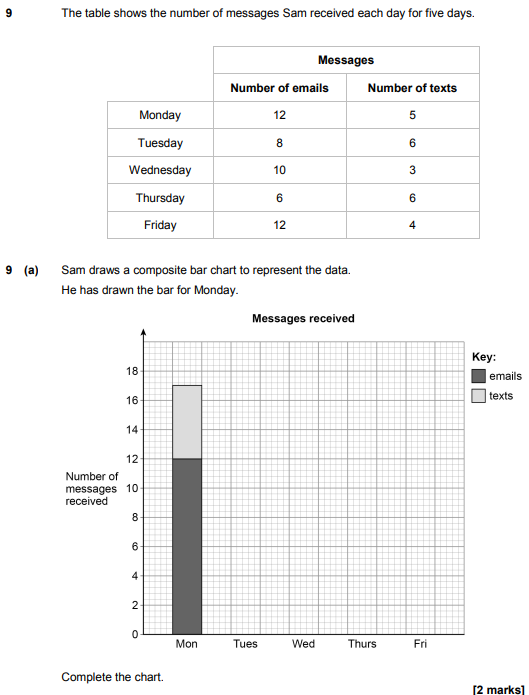 9 The table shows the number of messages Sam received each day for five days.
Messages
Number of emails Number of texts
Monday 12 5
Tuesday 8 6
Wednesday 10 3
Thursday 6 6
Friday 12 4
9 (a) Sam draws a composite bar chart to represent the data.
He has drawn the bar for Monday.
Messages received
Key:
emails
texts
18
16
14
12
Number of
messages 10
received
8
6
4
2
0
Mon Tues Wed Thurs Fri
Complete the chart.
[2 marks]